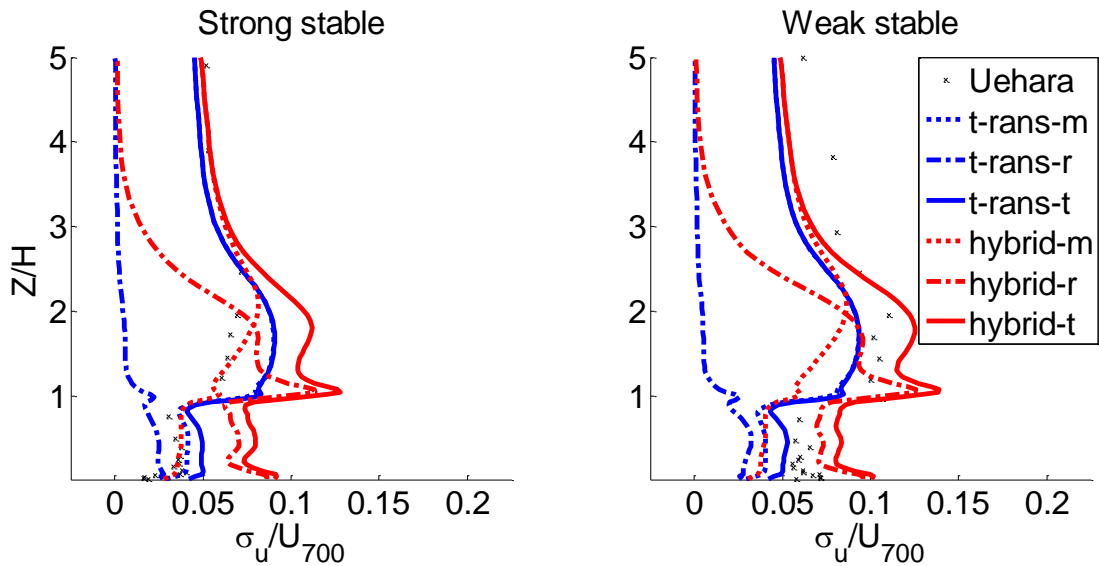 Strong stable
5
4
3
2
1
Z/H
0 0.05 0.1 0.15 0.2
σu/U700
Weak stable
5
4
3
2
1
0 0.05 0.1 0.15 0.2
σu/U700
Uehara
t-rans-m
t-rans-r
t-rans-t
hybrid-m
hybrid-r
hybrid-t